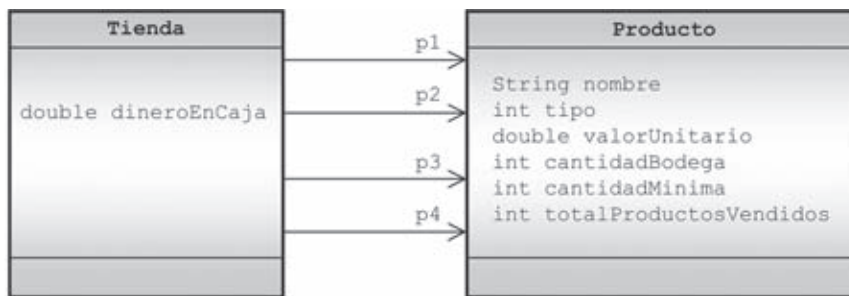 Tienda
double dineroEnCaja
p1
p2
p3
p4
Producto
String nombre
int tipo
double valorUnitario
int cantidadBodega
int cantidadMinima
int totalProductosVendidos